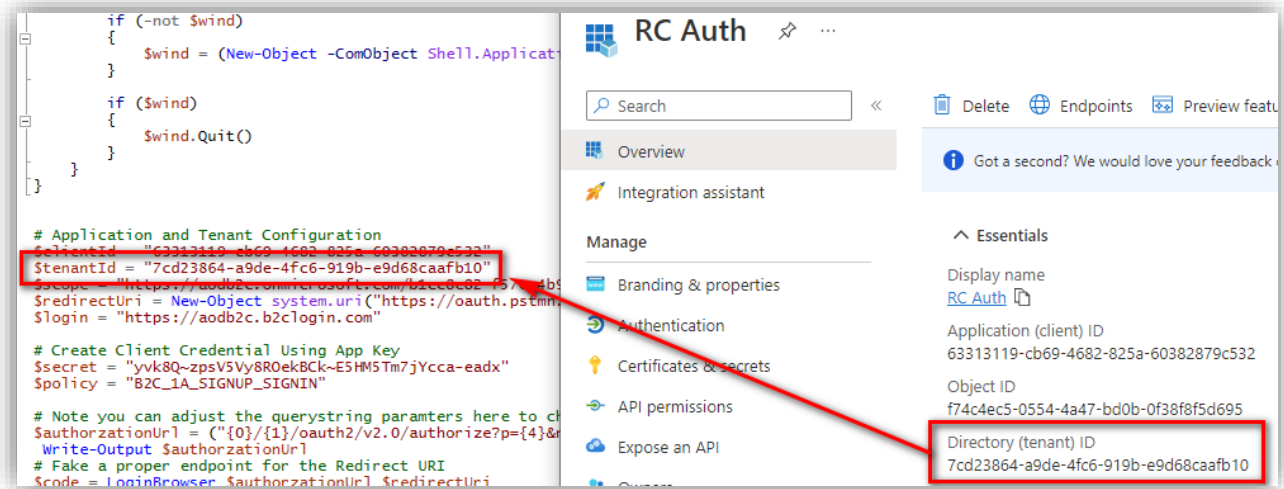 if (-not $wind)
{
$wind = (New-Object -ComObject Shell.Applicati
}
if ($wind)
{
$wind.Quit()
}
}
}
# Application and Tenant Configuration
$clientId = "63313119-cb69-4682-825a-60382879c532"
$tenantId = "7cd23864-a9de-4fc6-919b-e9d68caafb10"
$scope = "https://aodb2c.onmicrosoft.com/
$redirectUri = New-Object system.uri("https://oauth.pstmn.
$login = "https://aodb2c.b2clogin.com"
# Create Client Credential Using App Key
$secret = "yvk8Q~zpsV5Vy8ROekBCk~E5HM5Tm7jYcca-eadx"
$policy = "B2C_1A_SIGNUP_SIGNIN"
# Note you can adjust the querystring paramters here to ch
$authorzationUrl = ("{0}/{1}/oauth2/v2.0/authorize?p={4}&n
Write-Output $authorzationUrl
# Fake a proper endpoint for the Redirect URI
$code = LoginBrowser $authorzationUrl $redirectUri
RC Auth
Search
Overview
Integration assistant
Manage
Branding & properties
Authentication
Certificates & secrets
API permissions
Expose an API
Owners
Delete Endpoints Preview featu
Got a second? We would love your feedback
Essentials
Display name
RC Auth
Application (client) ID
63313119-cb69-4682-825a-60382879c532
Object ID
f74c4ec5-0554-4a47-bd0b-0f38f8f5d695
Directory (tenant) ID
7cd23864-a9de-4fc6-919b-e9d68caafb10